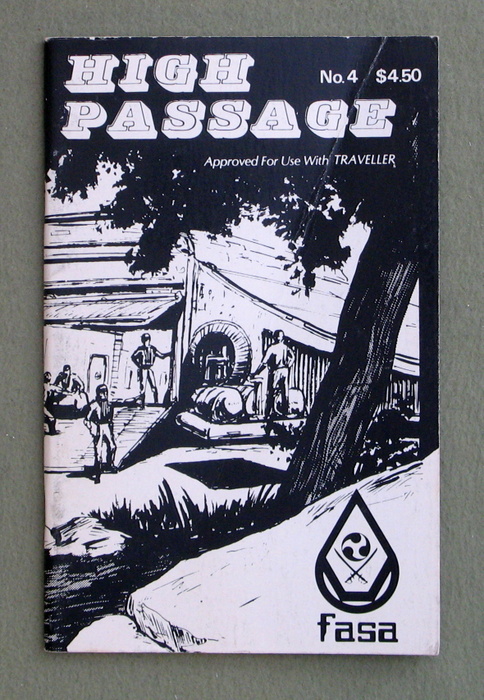 HIGH
No. 4 $4.50
PASSAGE
Approved For Use With TRAVELLER
fasa